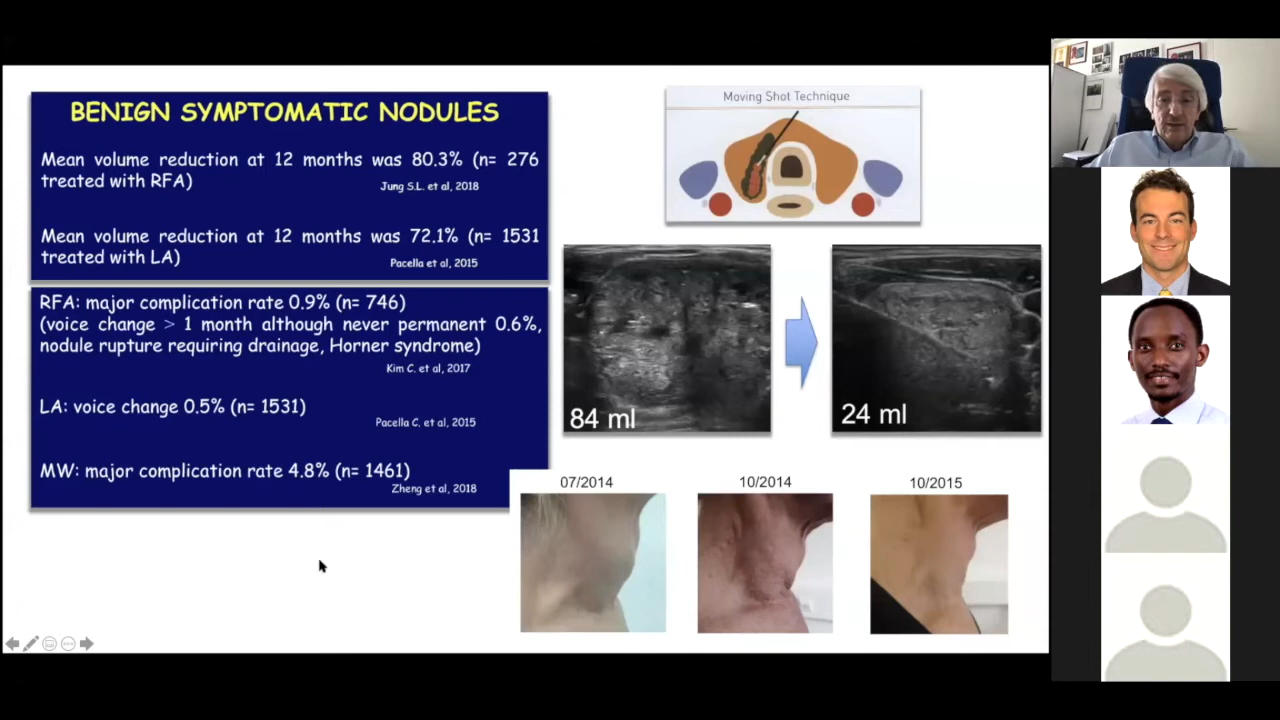 BENIGN SYMPTOMATIC NODULES
Mean volume reduction at 12 months was 80.3% (n= 276
treated with RFA)
Jung S.L. et al, 2018
Mean volume reduction at 12 months was 72.1% (n= 1531
treated with LA)
Pacella et al, 2015
RFA: major complication rate 0.9% (n= 746)
(voice change > 1 month although never permanent 0.6%,
nodule rupture requiring drainage, Horner syndrome)
Kim C. et al, 2017
LA: voice change 0.5% (n= 1531)
Pacella C. et al, 2015
MW: major complication rate 4.8% (n= 1461)
Zheng et al, 2018
Moving Shot Technique
84 ml
24 ml
07/2014
10/2014
10/2015